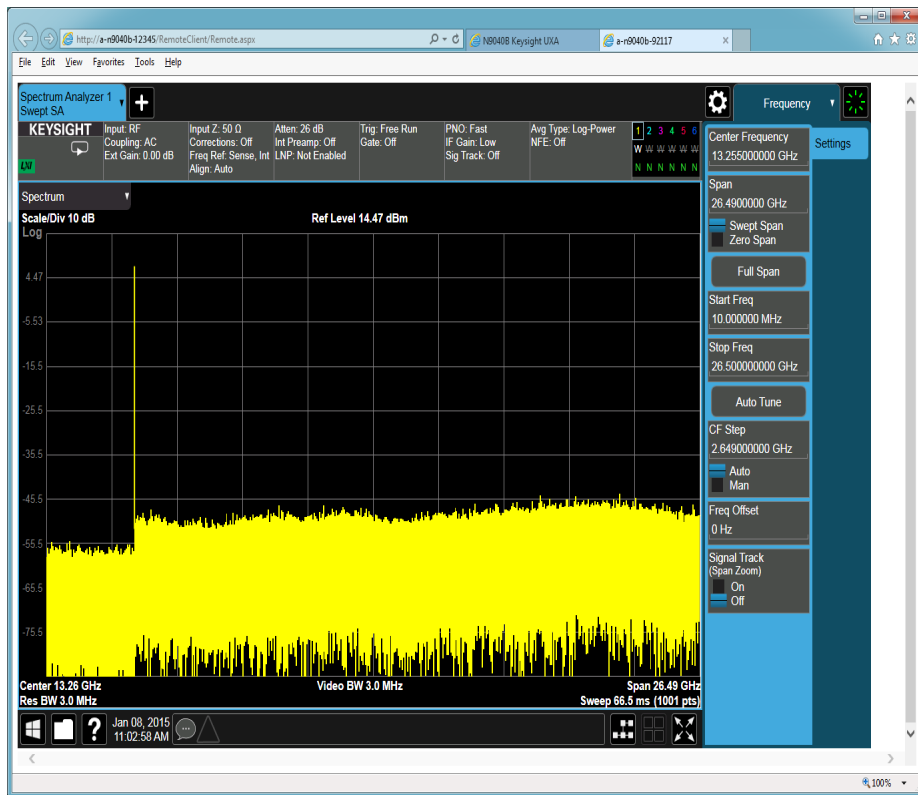 http://a-n9040b-12345/RemoteClient/Remote.aspx
N9040B Keysight UXA
a-n9040b-92117
File Edit View Favorites Tools Help
Spectrum Analyzer 1
Swept SA
Frequency
KEYSIGHT
LXI
Input: RF
Coupling: AC
Ext Gain: 0.00 dB
Input Z: 50 Ω
Corrections: Off
Freq Ref: Sense, Int
Align: Auto
Atten: 26 dB
Int Preamp: Off
LNP: Not Enabled
Trig: Free Run
Gate: Off
PNO: Fast
IF Gain: Low
Sig Track: Off
Avg Type: Log-Power
NFE: Off
1 2 3 4 5 6
W W W W W W
N N N N N N
Spectrum
Scale/Div 10 dB
Ref Level 14.47 dBm
Log
4.47
-5.53
-15.5
-25.5
-35.5
-45.5
-55.5
-65.5
-75.5
Center 13.26 GHz
Video BW 3.0 MHz
Span 26.49 GHz
Res BW 3.0 MHz
Sweep 66.5 ms (1001 pts)
Center Frequency
13.255000000 GHz
Settings
Span
26.4900000 GHz
Swept Span
Zero Span
Full Span
Start Freq
10.000000 MHz
Stop Freq
26.500000000 GHz
Auto Tune
CF Step
2.649000000 GHz
Auto
Man
Freq Offset
0 Hz
Signal Track
(Span Zoom)
On
Off
?
Jan 08, 2015
11:02:58 AM
100%